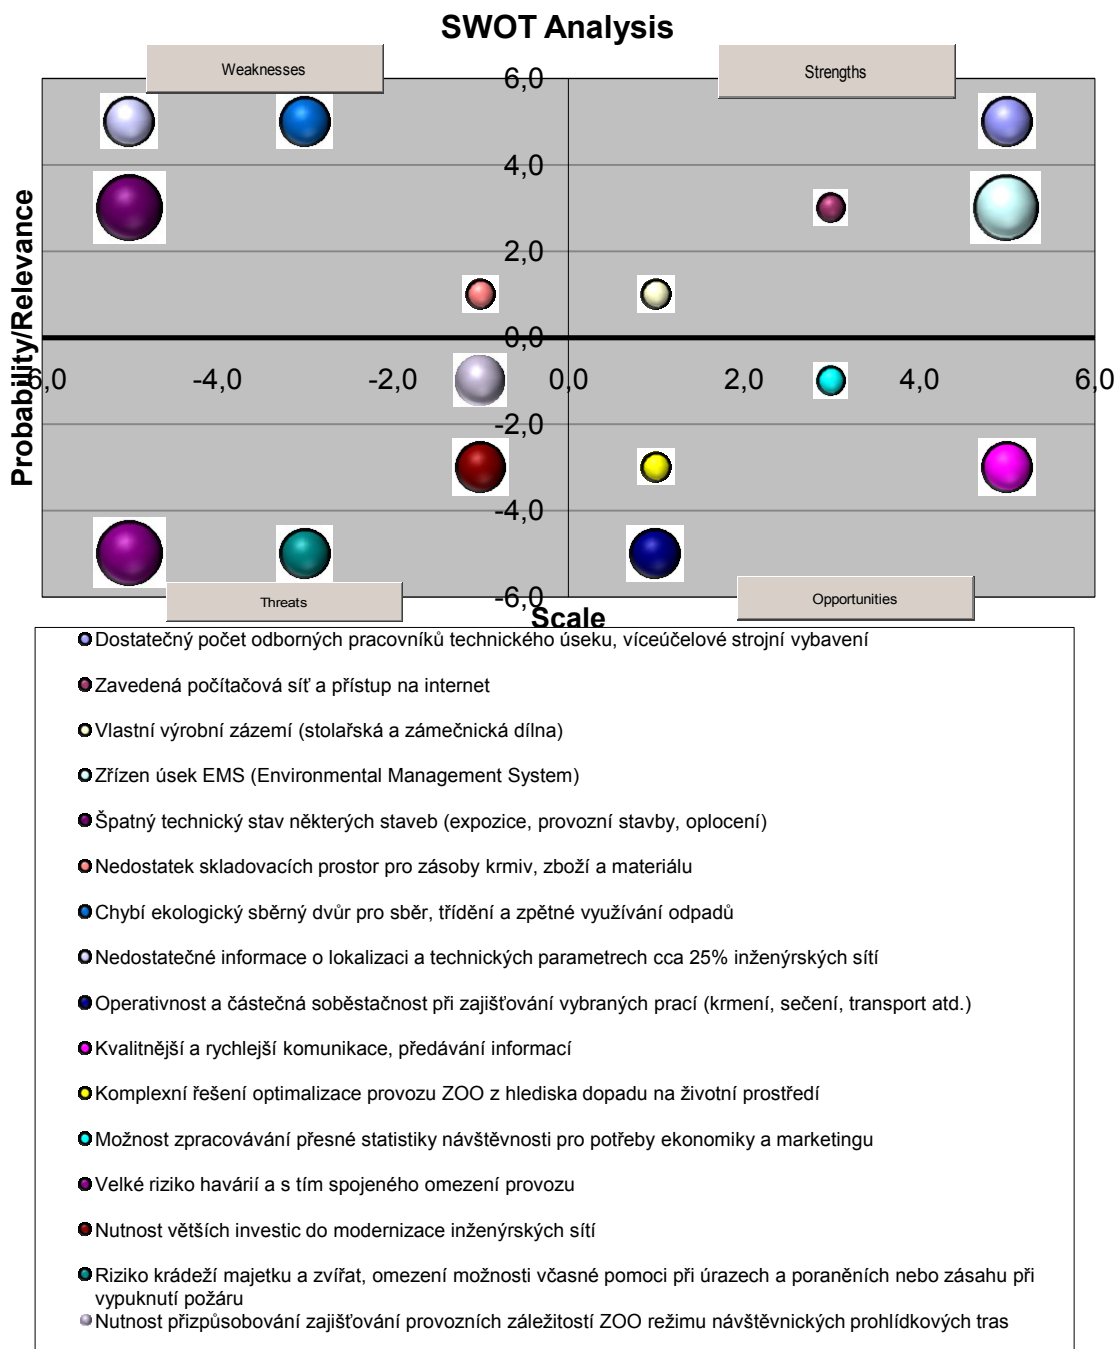 SWOT Analysis
Weaknesses
Strengths
6,0
4,0
2,0
0,0
Probability/Relevance
-6,0
-4,0
-2,0
0,0
2,0
4,0
6,0
-2,0
-4,0
-6,0
Threats
Opportunities
Scale
Dostatečný počet odborných pracovníků technického úseku, víceúčelové strojní vybavení
Zavedená počítačová síť a přístup na internet
Vlastní výrobní zázemí (stolařská a zámečnická dílna)
Zřízen úsek EMS (Environmental Management System)
Špatný technický stav některých staveb (expozice, provozní stavby, oplocení)
Nedostatek skladovacích prostor pro zásoby krmiv, zboží a materiálu
Chybí ekologický sběrný dvůr pro sběr, třídění a zpětné využívání odpadů
Nedostatečné informace o lokalizaci a technických parametrech cca 25% inženýrských sítí
Operativnost a částečná soběstačnost při zajišťování vybraných prací (krmení, sečení, transport atd.)
Kvalitnější a rychlejší komunikace, předávání informací
Komplexní řešení optimalizace provozu ZOO z hlediska dopadu na životní prostředí
Možnost zpracovávání přesné statistiky návštěvnosti pro potřeby ekonomiky a marketingu
Velké riziko havárií a s tím spojeného omezení provozu
Nutnost větších investic do modernizace inženýrských sítí
Riziko krádeží majetku a zvířat, omezení možnosti včasné pomoci při úrazech a poraněních nebo zásahu při
vypuknutí požáru
Nutnost přizpůsobování zajišťování provozních záležitostí ZOO režimu návštěvnických prohlídkových tras